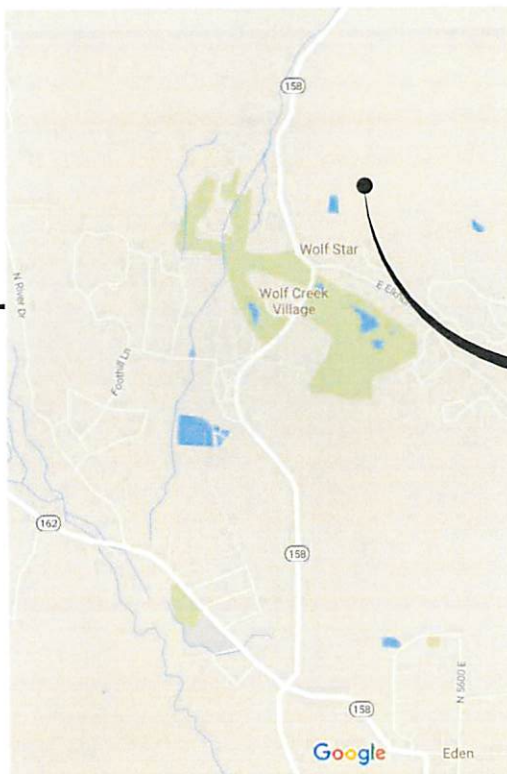 158
Wolf Star
Wolf Creek
Village
N River Dr
Foothill Ln
162
158
N 5600 E
158
Google
Eden